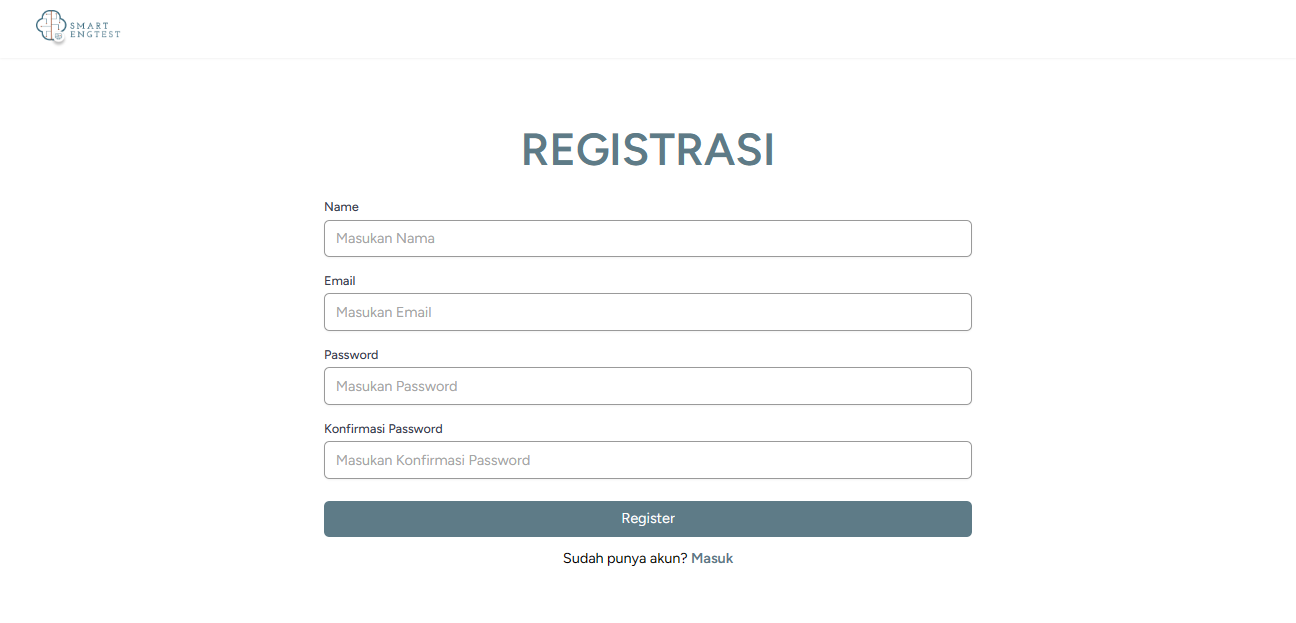 SMART
ENGTEST
REGISTRASI
Name
Masukan Nama
Email
Masukan Email
Password
Masukan Password
Konfirmasi Password
Masukan Konfirmasi Password
Register
Sudah punya akun? Masuk